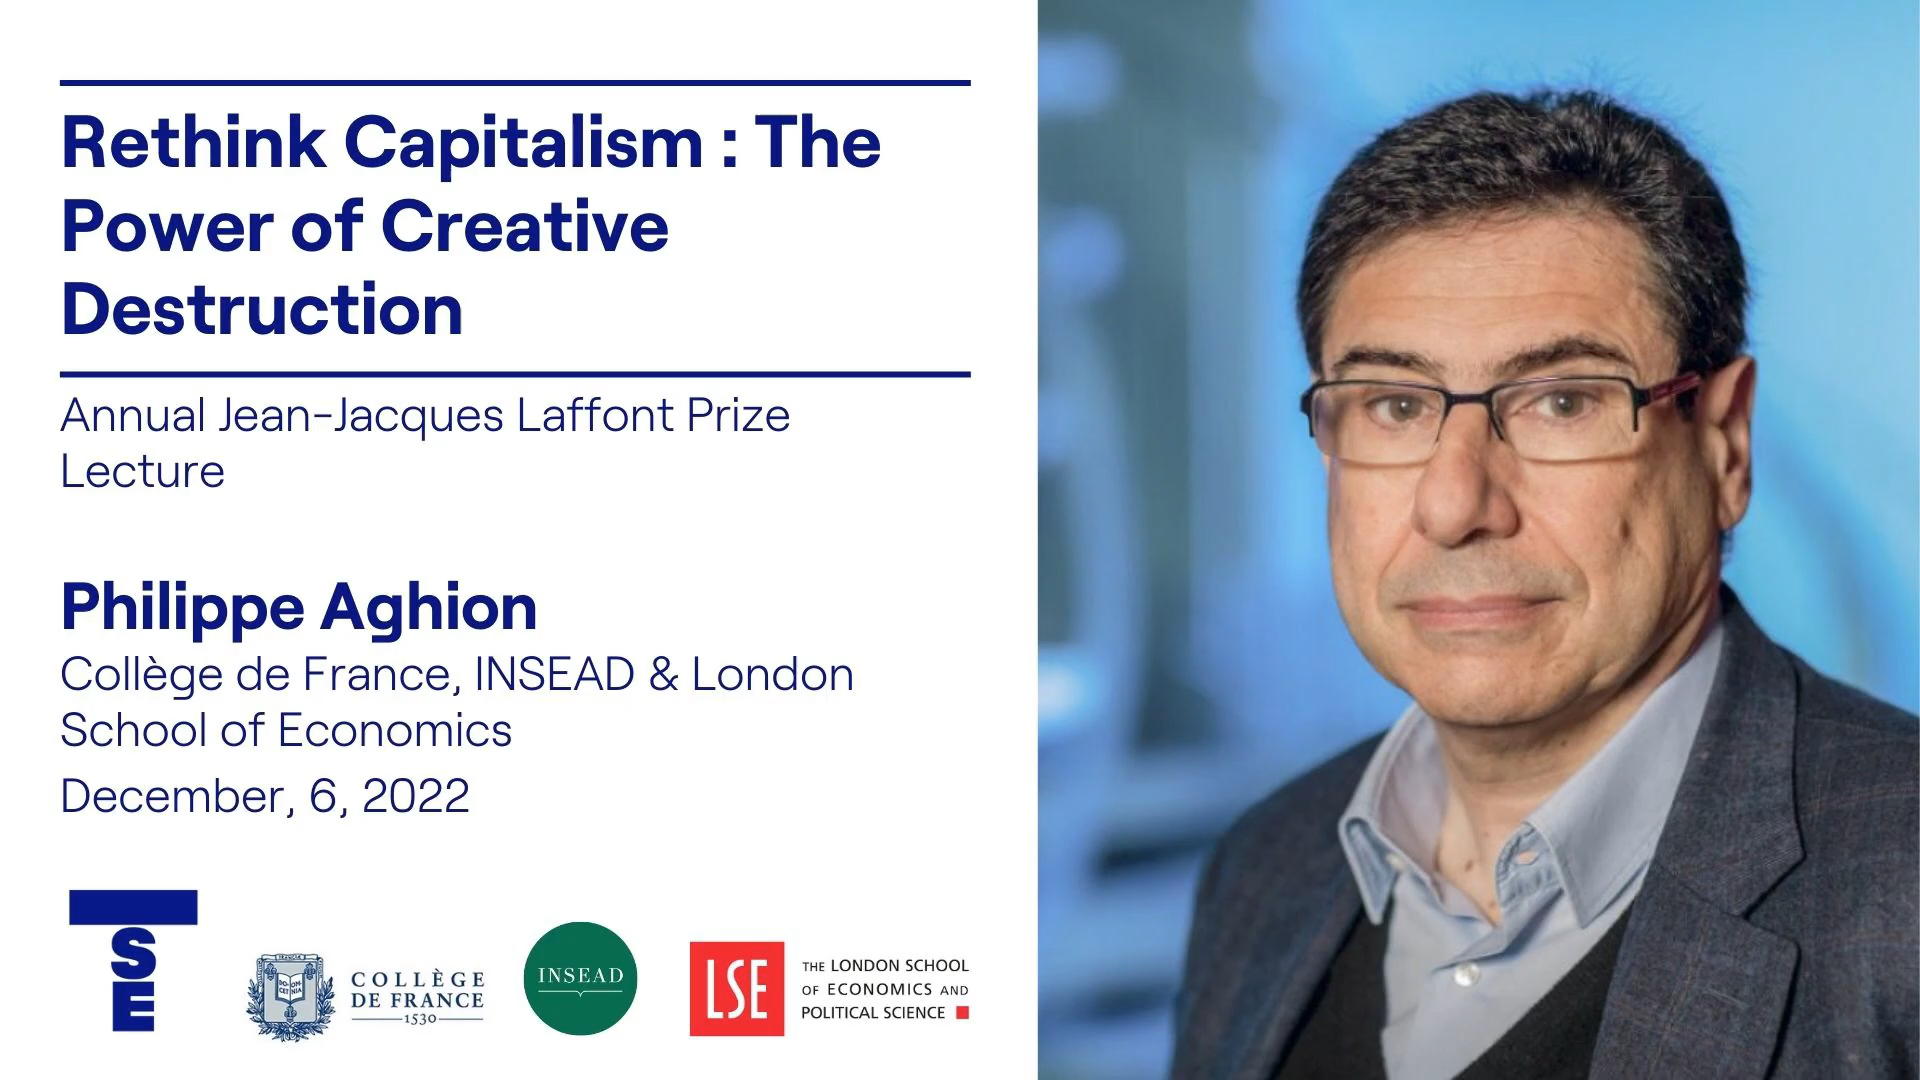 Rethink Capitalism : The
Power of Creative
Destruction
Annual Jean-Jacques Laffont Prize
Lecture
Philippe Aghion
Collège de France, INSEAD & London
School of Economics
December, 6, 2022
TSE
COLLÈGE
DE FRANCE
1530
INSEAD
LSE
THE LONDON SCHOOL
OF ECONOMICS AND
POLITICAL SCIENCE